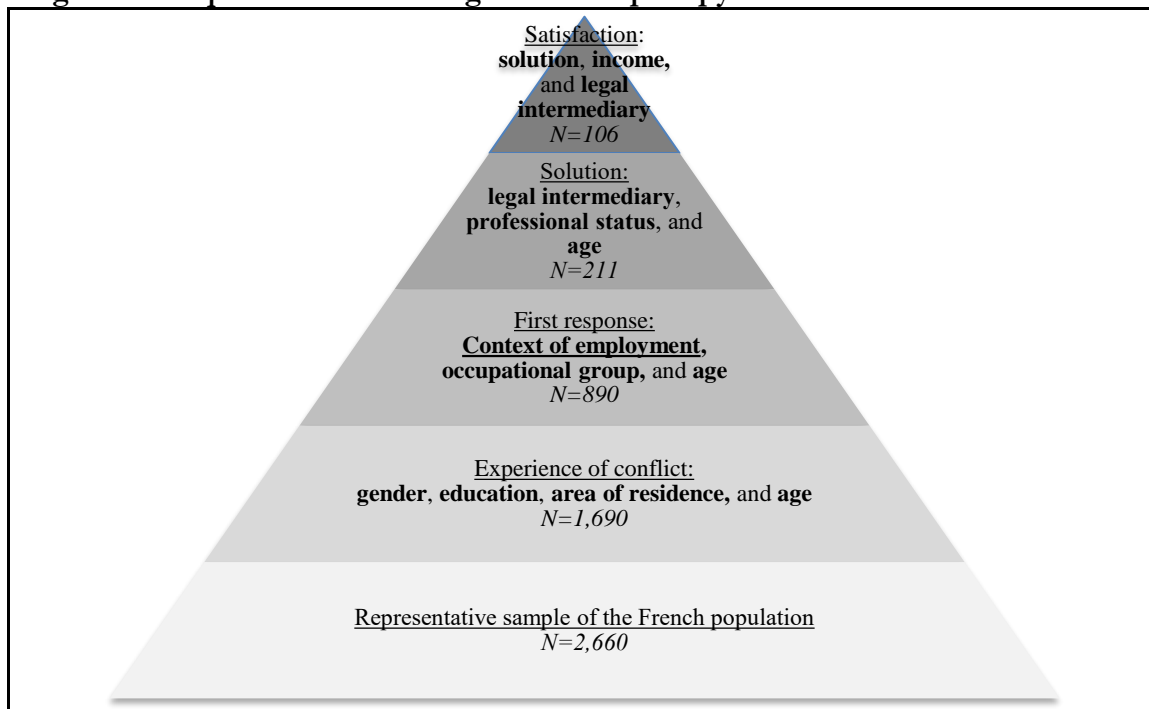 Satisfaction:
solution, income,
and legal
intermediary
N=106
Solution:
legal intermediary,
professional status, and
age
N=211
First response:
Context of employment,
occupational group, and age
N=890
Experience of conflict:
gender, education, area of residence, and age
N=1,690
Representative sample of the French population
N=2,660